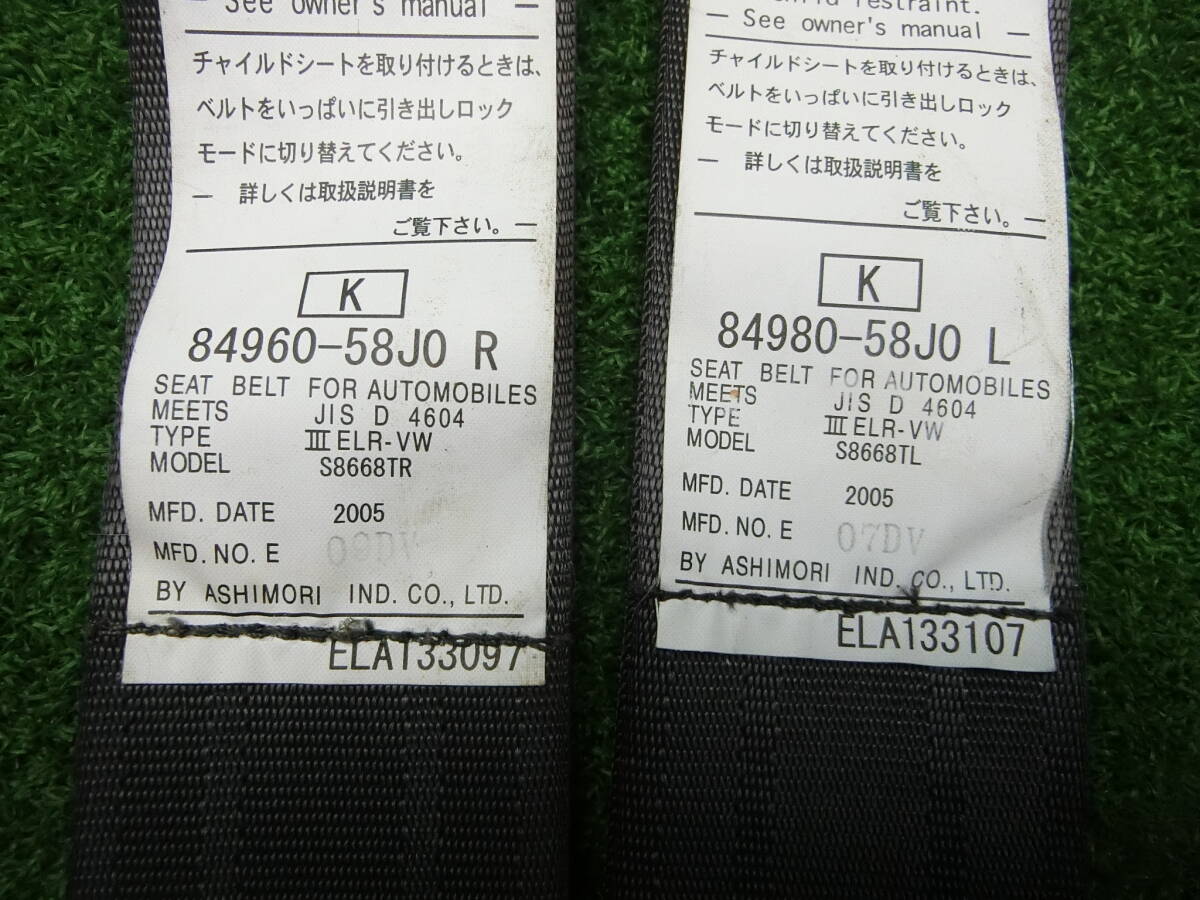 — See owner's manual —
チャイルドシートを取り付けるときは、
ベルトをいっぱいに引き出しロック
モードに切り替えてください。
— 詳しくは取扱説明書を
ご覧下さい。—
K
84960-58J0 R
SEAT BELT FOR AUTOMOBILES
MEETS JIS D 4604
TYPE ⅢELR-VW
MODEL S8668TR
MFD. DATE 2005
MFD. NO. E 09DV
BY ASHIMORI IND. CO., LTD.
ELA133097
restraint.
— See owner's manual —
チャイルドシートを取り付けるときは、
ベルトをいっぱいに引き出しロック
モードに切り替えてください。
— 詳しくは取扱説明書を
ご覧下さい。—
K
84980-58J0 L
SEAT BELT FOR AUTOMOBILES
MEETS JIS D 4604
TYPE ⅢELR-VW
MODEL S8668TL
MFD. DATE 2005
MFD. NO. E 07DV
BY ASHIMORI IND. CO., LTD.
ELA133107